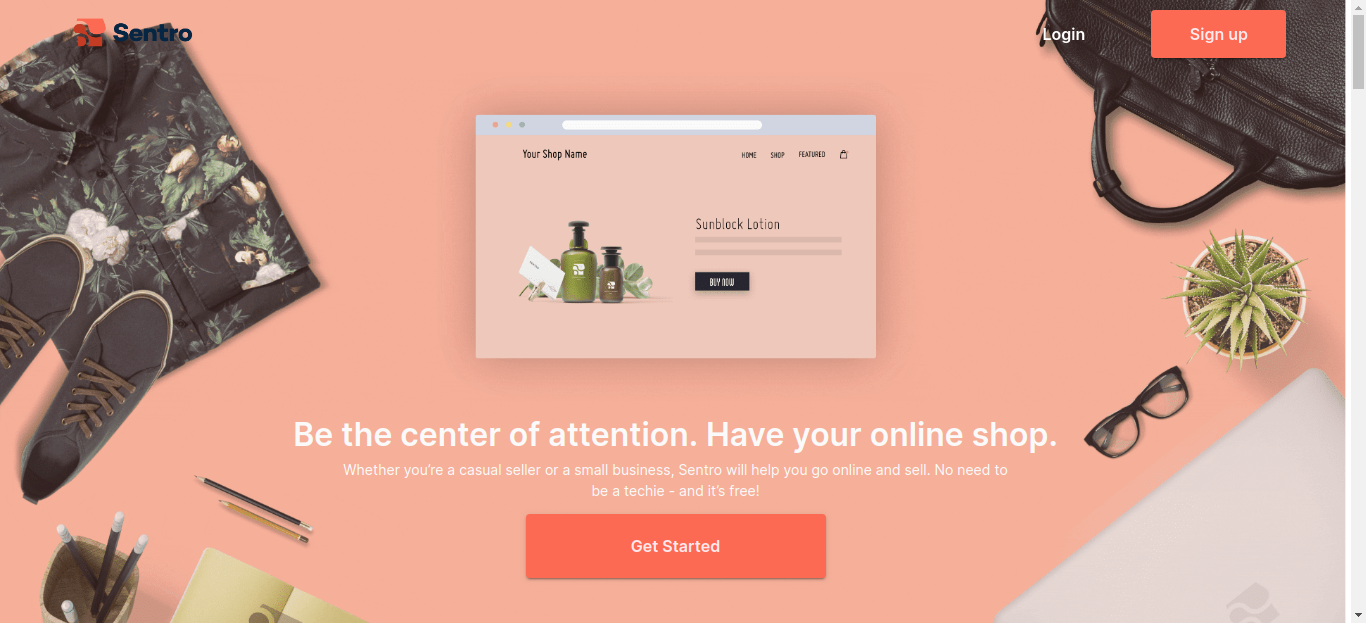 Sentro
Login
Sign up
Your Shop Name
HOME
SHOP
FEATURED
Sunblock Lotion
BUY NOW
Be the center of attention. Have your online shop.
Whether you’re a casual seller or a small business, Sentro will help you go online and sell. No need to
be a techie - and it’s free!
Get Started